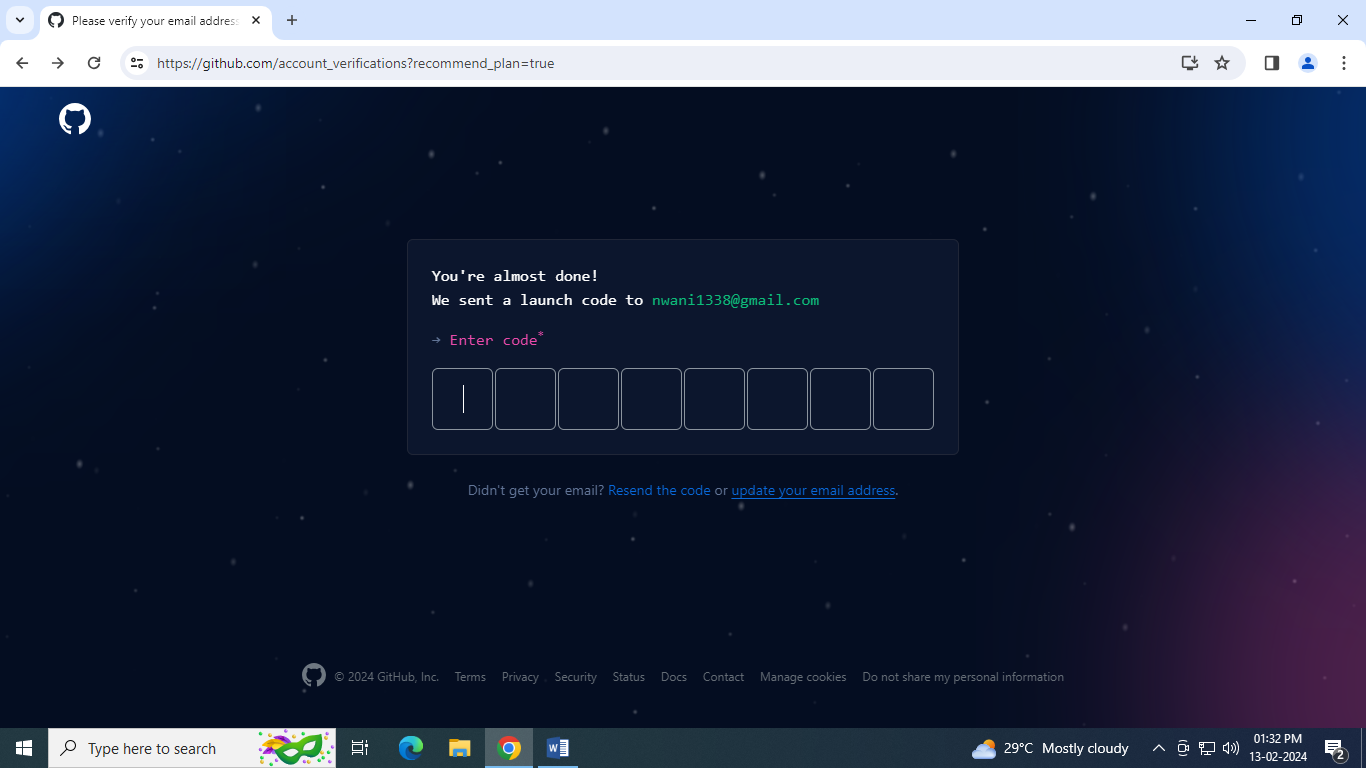 Please verify your email address
https://github.com/account_verifications?recommend_plan=true
You're almost done!
We sent a launch code to nwani1338@gmail.com
→ Enter code*
Didn't get your email? Resend the code or update your email address.
© 2024 GitHub, Inc. Terms Privacy Security Status Docs Contact Manage cookies Do not share my personal information
Type here to search
29°C Mostly cloudy
01:32 PM
13-02-2024
2